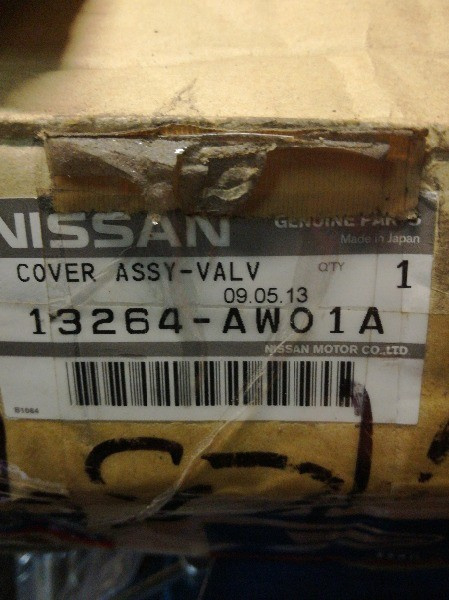 NISSAN
GENUINE PARTS
Made in Japan
COVER ASSY-VALV QTY 1
09.05.13
13264-AW01A
NISSAN MOTOR CO.,LTD